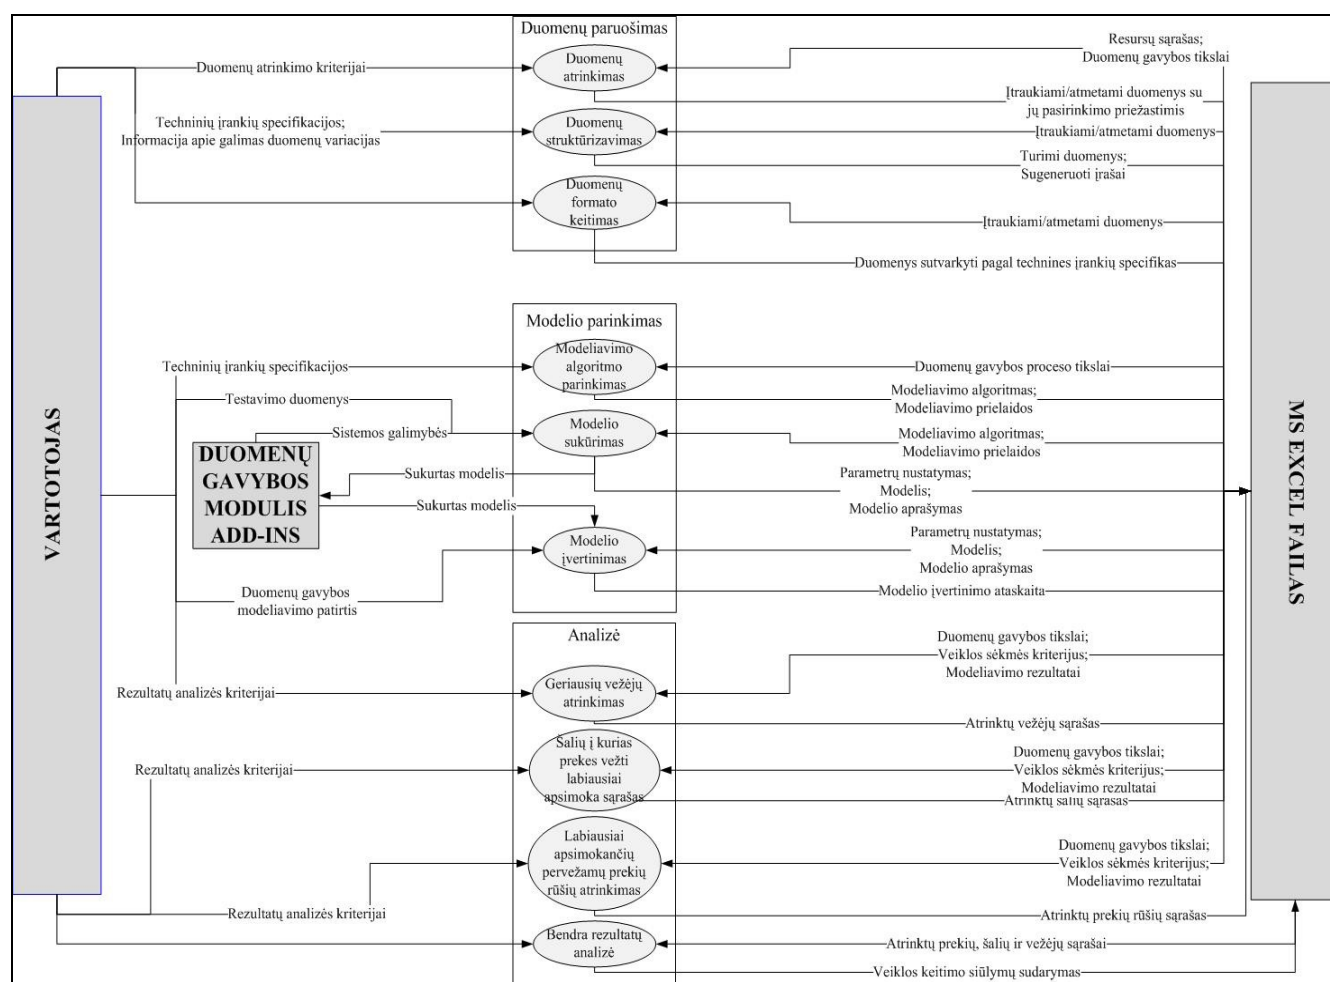 Duomenų paruošimas
Resursų sąrašas;
Duomenų gavybos tikslai
Duomenų atrinkimo kriterijai
Duomenų
atrinkimas
Įtraukiami/atmetami duomenys su
jų pasirinkimo priežastimis
Techninių įrankių specifikacijos;
Informacija apie galimas duomenų variacijas
Duomenų
struktūrizavimas
Įtraukiami/atmetami duomenys
Turimi duomenys;
Sugeneruoti įrašai
Duomenų
formato
keitimas
Įtraukiami/atmetami duomenys
Duomenys sutvarkyti pagal technines įrankių specifikas
Modelio parinkimas
Techninių įrankių specifikacijos
Modeliavimo
algoritmo
parinkimas
Duomenų gavybos proceso tikslai
Modeliavimo algoritmas;
Modeliavimo prielaidos
Testavimo duomenys
Sistemos galimybės
Modelio
sukūrimas
Modeliavimo algoritmas;
Modeliavimo prielaidos
VARTOTOJAS
DUOMENŲ
GAVYBOS
MODULIS
ADD-INS
MS EXCEL FAILAS
Sukurtas modelis
Parametrų nustatymas;
Modelis;
Modelio aprašymas
Sukurtas modelis
Modelio
įvertinimas
Parametrų nustatymas;
Modelis;
Modelio aprašymas
Duomenų gavybos
modeliavimo patirtis
Modelio įvertinimo ataskaita
Analizė
Duomenų gavybos tikslai;
Veiklos sėkmės kriterijus;
Modeliavimo rezultatai
Rezultatų analizės kriterijai
Geriausių vežėjų
atrinkimas
Atrinktų vežėjų sąrašas
Rezultatų analizės kriterijai
Šalių į kurias
prekes vežti
labiausiai
apsimoka sąrašas
Duomenų gavybos tikslai;
Veiklos sėkmės kriterijus;
Modeliavimo rezultatai
Atrinktų šalių sąrašas
Labiausiai
apsimokančių
pervežamų prekių
rūšių atrinkimas
Duomenų gavybos tikslai;
Veiklos sėkmės kriterijus;
Modeliavimo rezultatai
Rezultatų analizės kriterijai
Atrinktų prekių rūšių sąrašas
Bendra rezultatų
analizė
Atrinktų prekių, šalių ir vežėjų sąrašai
Veiklos keitimo siūlymų sudarymas